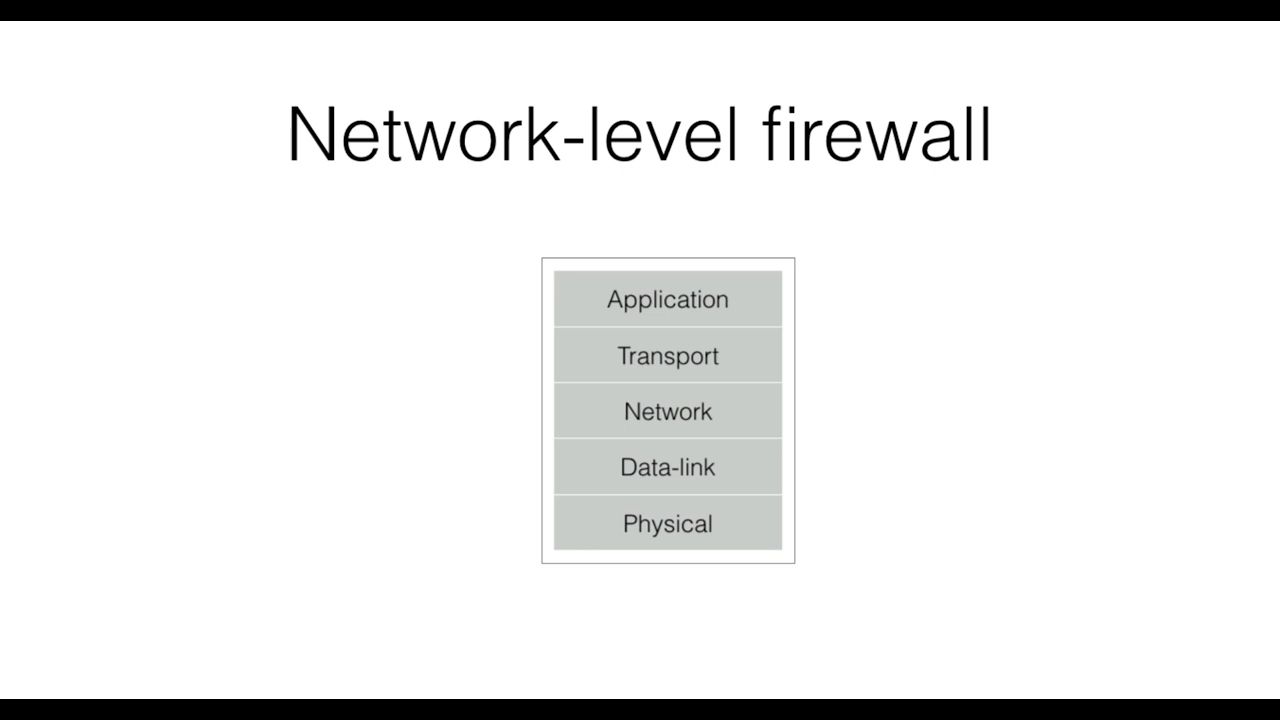 Network-level firewall
Application
Transport
Network
Data-link
Physical